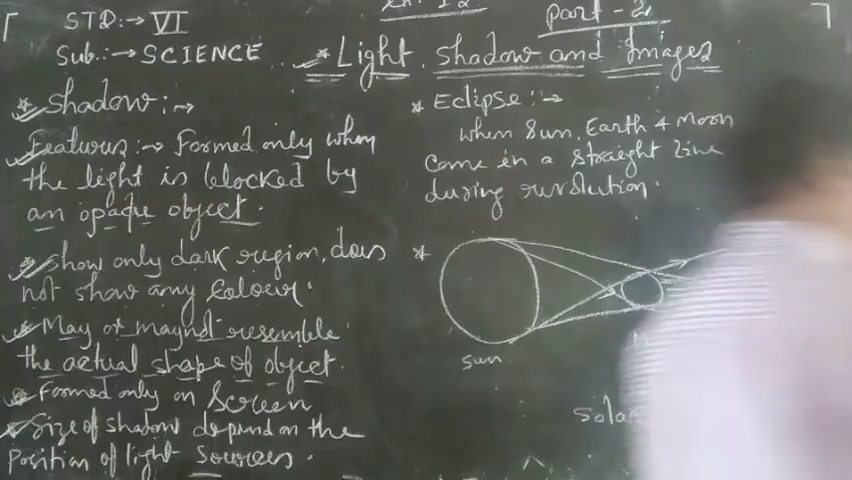 STD:→ VI
Part-2
Sub.:→ SCIENCE
* Light, shadow and Images
* Shadow:→
Features:→ Formed only when
the light is blocked by
an opaque object.
* Show only dark region, does
not show any colour.
* May or maynot resemble
the actual shape of object.
* Formed only on Screen
* Size of shadow depend on the
Position of light Sources.
* Eclipse:→
when Sun, Earth & Moon
come in a straight line
during revolution.
*
Sun